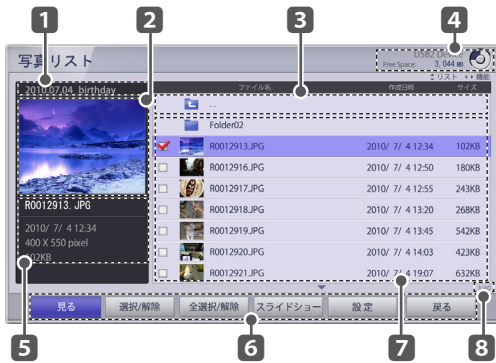 1 2 3 4
写真リスト
USB2 Device
Free Space: 3,044 MB
リスト 機能
2010.07.04_birthday
ファイル名 作成日時 サイズ
..
Folder02
R0012913.JPG 2010/ 7/ 4 12:34 102KB
R0012916.JPG 2010/ 7/ 4 12:50 180KB
R0012917.JPG 2010/ 7/ 4 12:55 243KB
R0012918.JPG 2010/ 7/ 4 13:20 268KB
R0012919.JPG 2010/ 7/ 4 13:45 542KB
R0012920.JPG 2010/ 7/ 4 14:03 423KB
R0012921.JPG 2010/ 7/ 4 19:07 632KB
R0012913. JPG
2010/ 7/ 4 12:34
400 X 550 pixel
102KB
見る 選択/解除 全選択/解除 スライドショー 設定 戻る
5 6 7 8